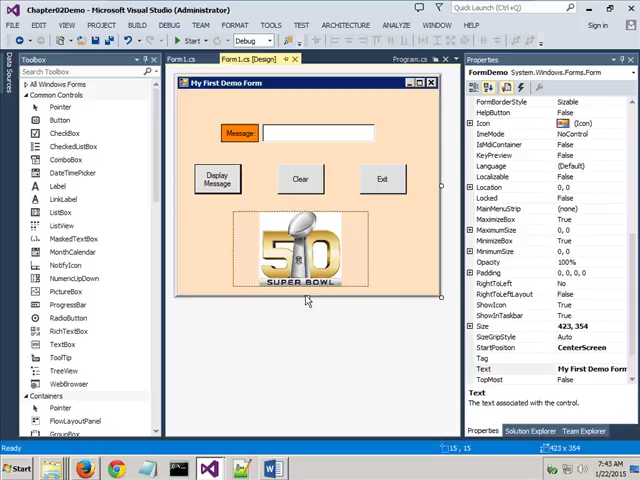 Chapter02Demo - Microsoft Visual Studio (Administrator)
Quick Launch (Ctrl+Q)
FILE EDIT VIEW PROJECT BUILD DEBUG TEAM FORMAT TOOLS TEST ARCHITECTURE ANALYZE WINDOW Sign in
HELP
Start Debug
Data Sources
Toolbox
Search Toolbox
All Windows Forms
Common Controls
Pointer
Button
CheckBox
CheckedListBox
ComboBox
DateTimePicker
Label
LinkLabel
ListBox
ListView
MaskedTextBox
MonthCalendar
NotifyIcon
NumericUpDown
PictureBox
ProgressBar
RadioButton
RichTextBox
TextBox
ToolTip
TreeView
WebBrowser
Containers
Pointer
FlowLayoutPanel
GroupBox
Form1.cs Form1.cs [Design] Program.cs
My First Demo Form
Message:
Display
Message
Clear
Exit
50
SUPER BOWL
Properties
FormDemo System.Windows.Forms.Form
FormBorderStyle Sizable
HelpButton False
Icon (Icon)
ImeMode NoControl
IsMdiContainer False
KeyPreview False
Language (Default)
Localizable False
Location 0, 0
Locked False
MainMenuStrip (none)
MaximizeBox True
MaximumSize 0, 0
MinimizeBox True
MinimumSize 0, 0
Opacity 100%
Padding 0, 0, 0, 0
RightToLeft No
RightToLeftLayout False
ShowIcon True
ShowInTaskbar True
Size 423, 354
SizeGripStyle Auto
StartPosition CenterScreen
Tag
Text My First Demo Form
TopMost False
Text
The text associated with the control.
Properties Solution Explorer Team Explorer
Ready 15 , 15 423 x 354
Start
7:43 AM
1/22/2015